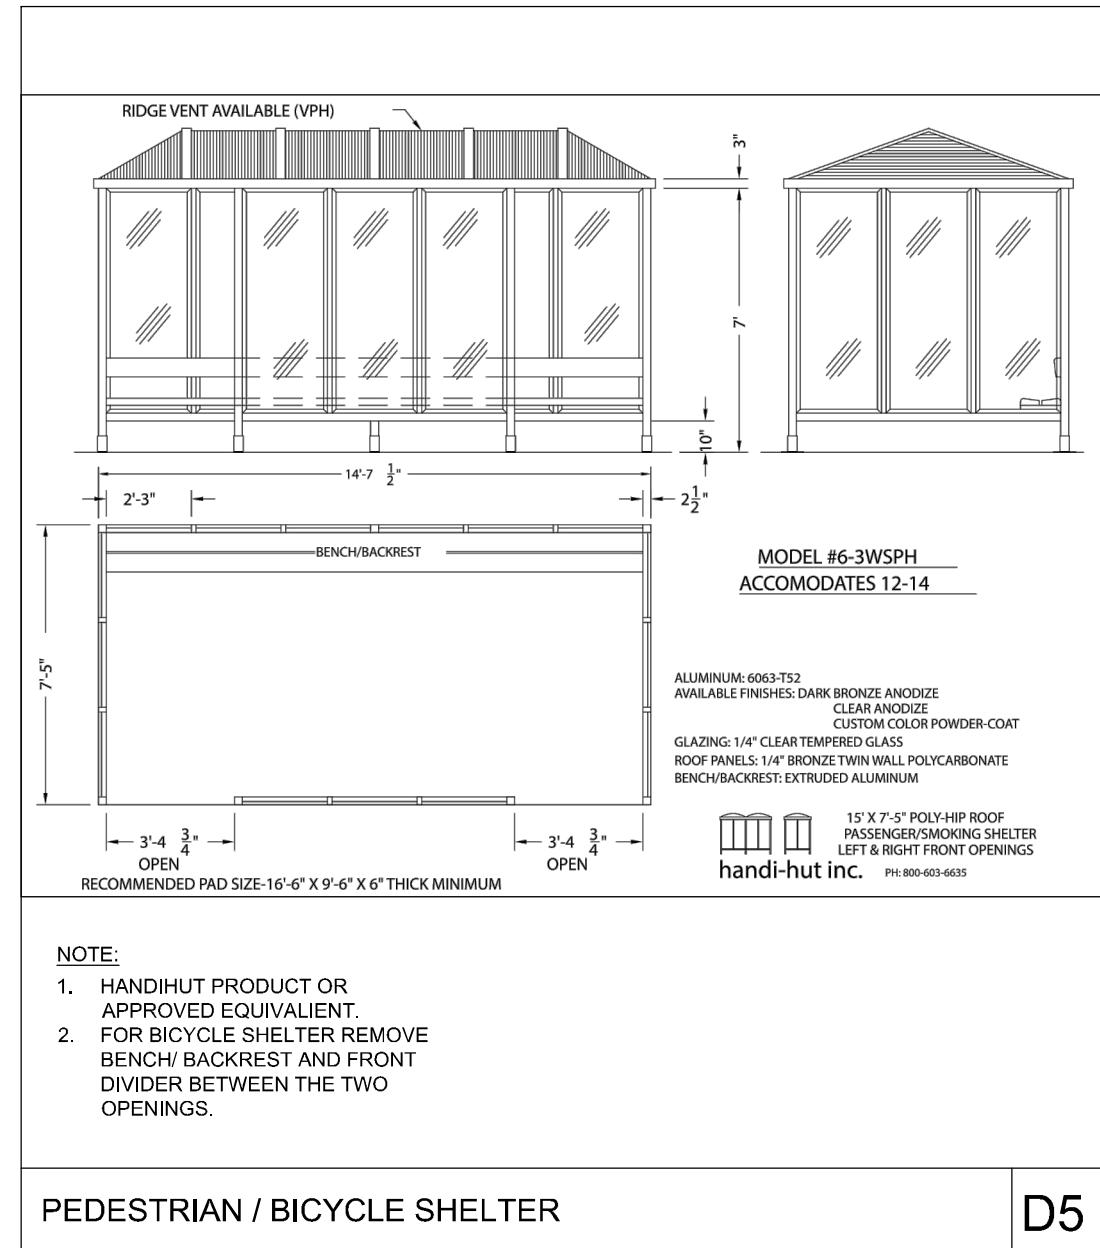 RIDGE VENT AVAILABLE (VPH)
3"
7'
10"
14'-7 1/2"
2'-3"
2 1/2"
BENCH/BACKREST
7'-5"
MODEL #6-3WSPH
ACCOMODATES 12-14
ALUMINUM: 6063-T52
AVAILABLE FINISHES: DARK BRONZE ANODIZE
CLEAR ANODIZE
CUSTOM COLOR POWDER-COAT
GLAZING: 1/4" CLEAR TEMPERED GLASS
ROOF PANELS: 1/4" BRONZE TWIN WALL POLYCARBONATE
BENCH/BACKREST: EXTRUDED ALUMINUM
3'-4 3/4"
OPEN
3'-4 3/4"
OPEN
RECOMMENDED PAD SIZE-16'-6" X 9'-6" X 6" THICK MINIMUM
15' X 7'-5" POLY-HIP ROOF
PASSENGER/SMOKING SHELTER
LEFT & RIGHT FRONT OPENINGS
handi-hut inc. PH: 800-603-6635
NOTE:
1. HANDIHUT PRODUCT OR
APPROVED EQUIVALIENT.
2. FOR BICYCLE SHELTER REMOVE
BENCH/ BACKREST AND FRONT
DIVIDER BETWEEN THE TWO
OPENINGS.
PEDESTRIAN / BICYCLE SHELTER
D5